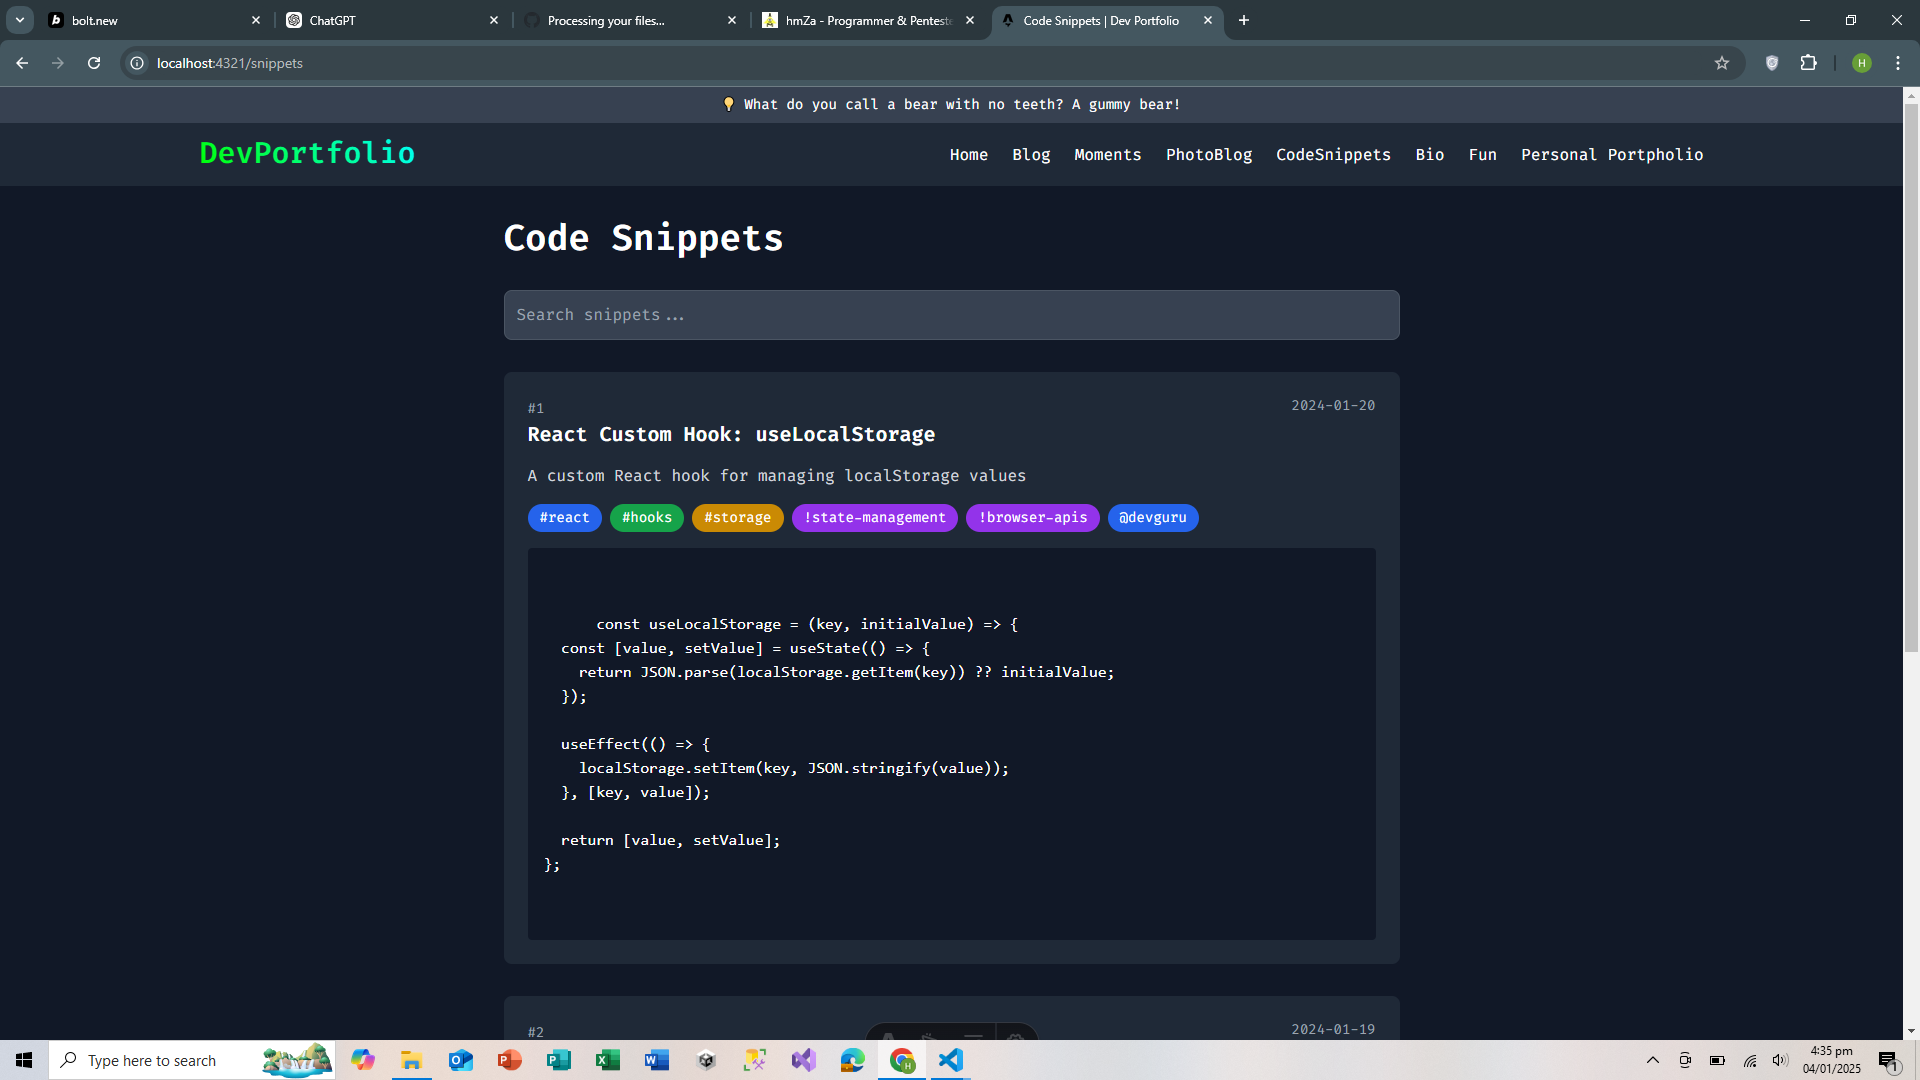 bolt.new
ChatGPT
Processing your files...
hmZa - Programmer & Penteste
Code Snippets | Dev Portfolio
localhost:4321/snippets
H
What do you call a bear with no teeth? A gummy bear!
DevPortfolio
Home Blog Moments PhotoBlog CodeSnippets Bio Fun Personal Portpholio
Code Snippets
Search snippets...
#1
2024-01-20
React Custom Hook: useLocalStorage
A custom React hook for managing localStorage values
#react #hooks #storage !state-management !browser-apis @devguru
const useLocalStorage = (key, initialValue) => {
const [value, setValue] = useState(() => {
return JSON.parse(localStorage.getItem(key)) ?? initialValue;
});
useEffect(() => {
localStorage.setItem(key, JSON.stringify(value));
}, [key, value]);
return [value, setValue];
};
#2
2024-01-19
Type here to search
4:35 pm
04/01/2025
1